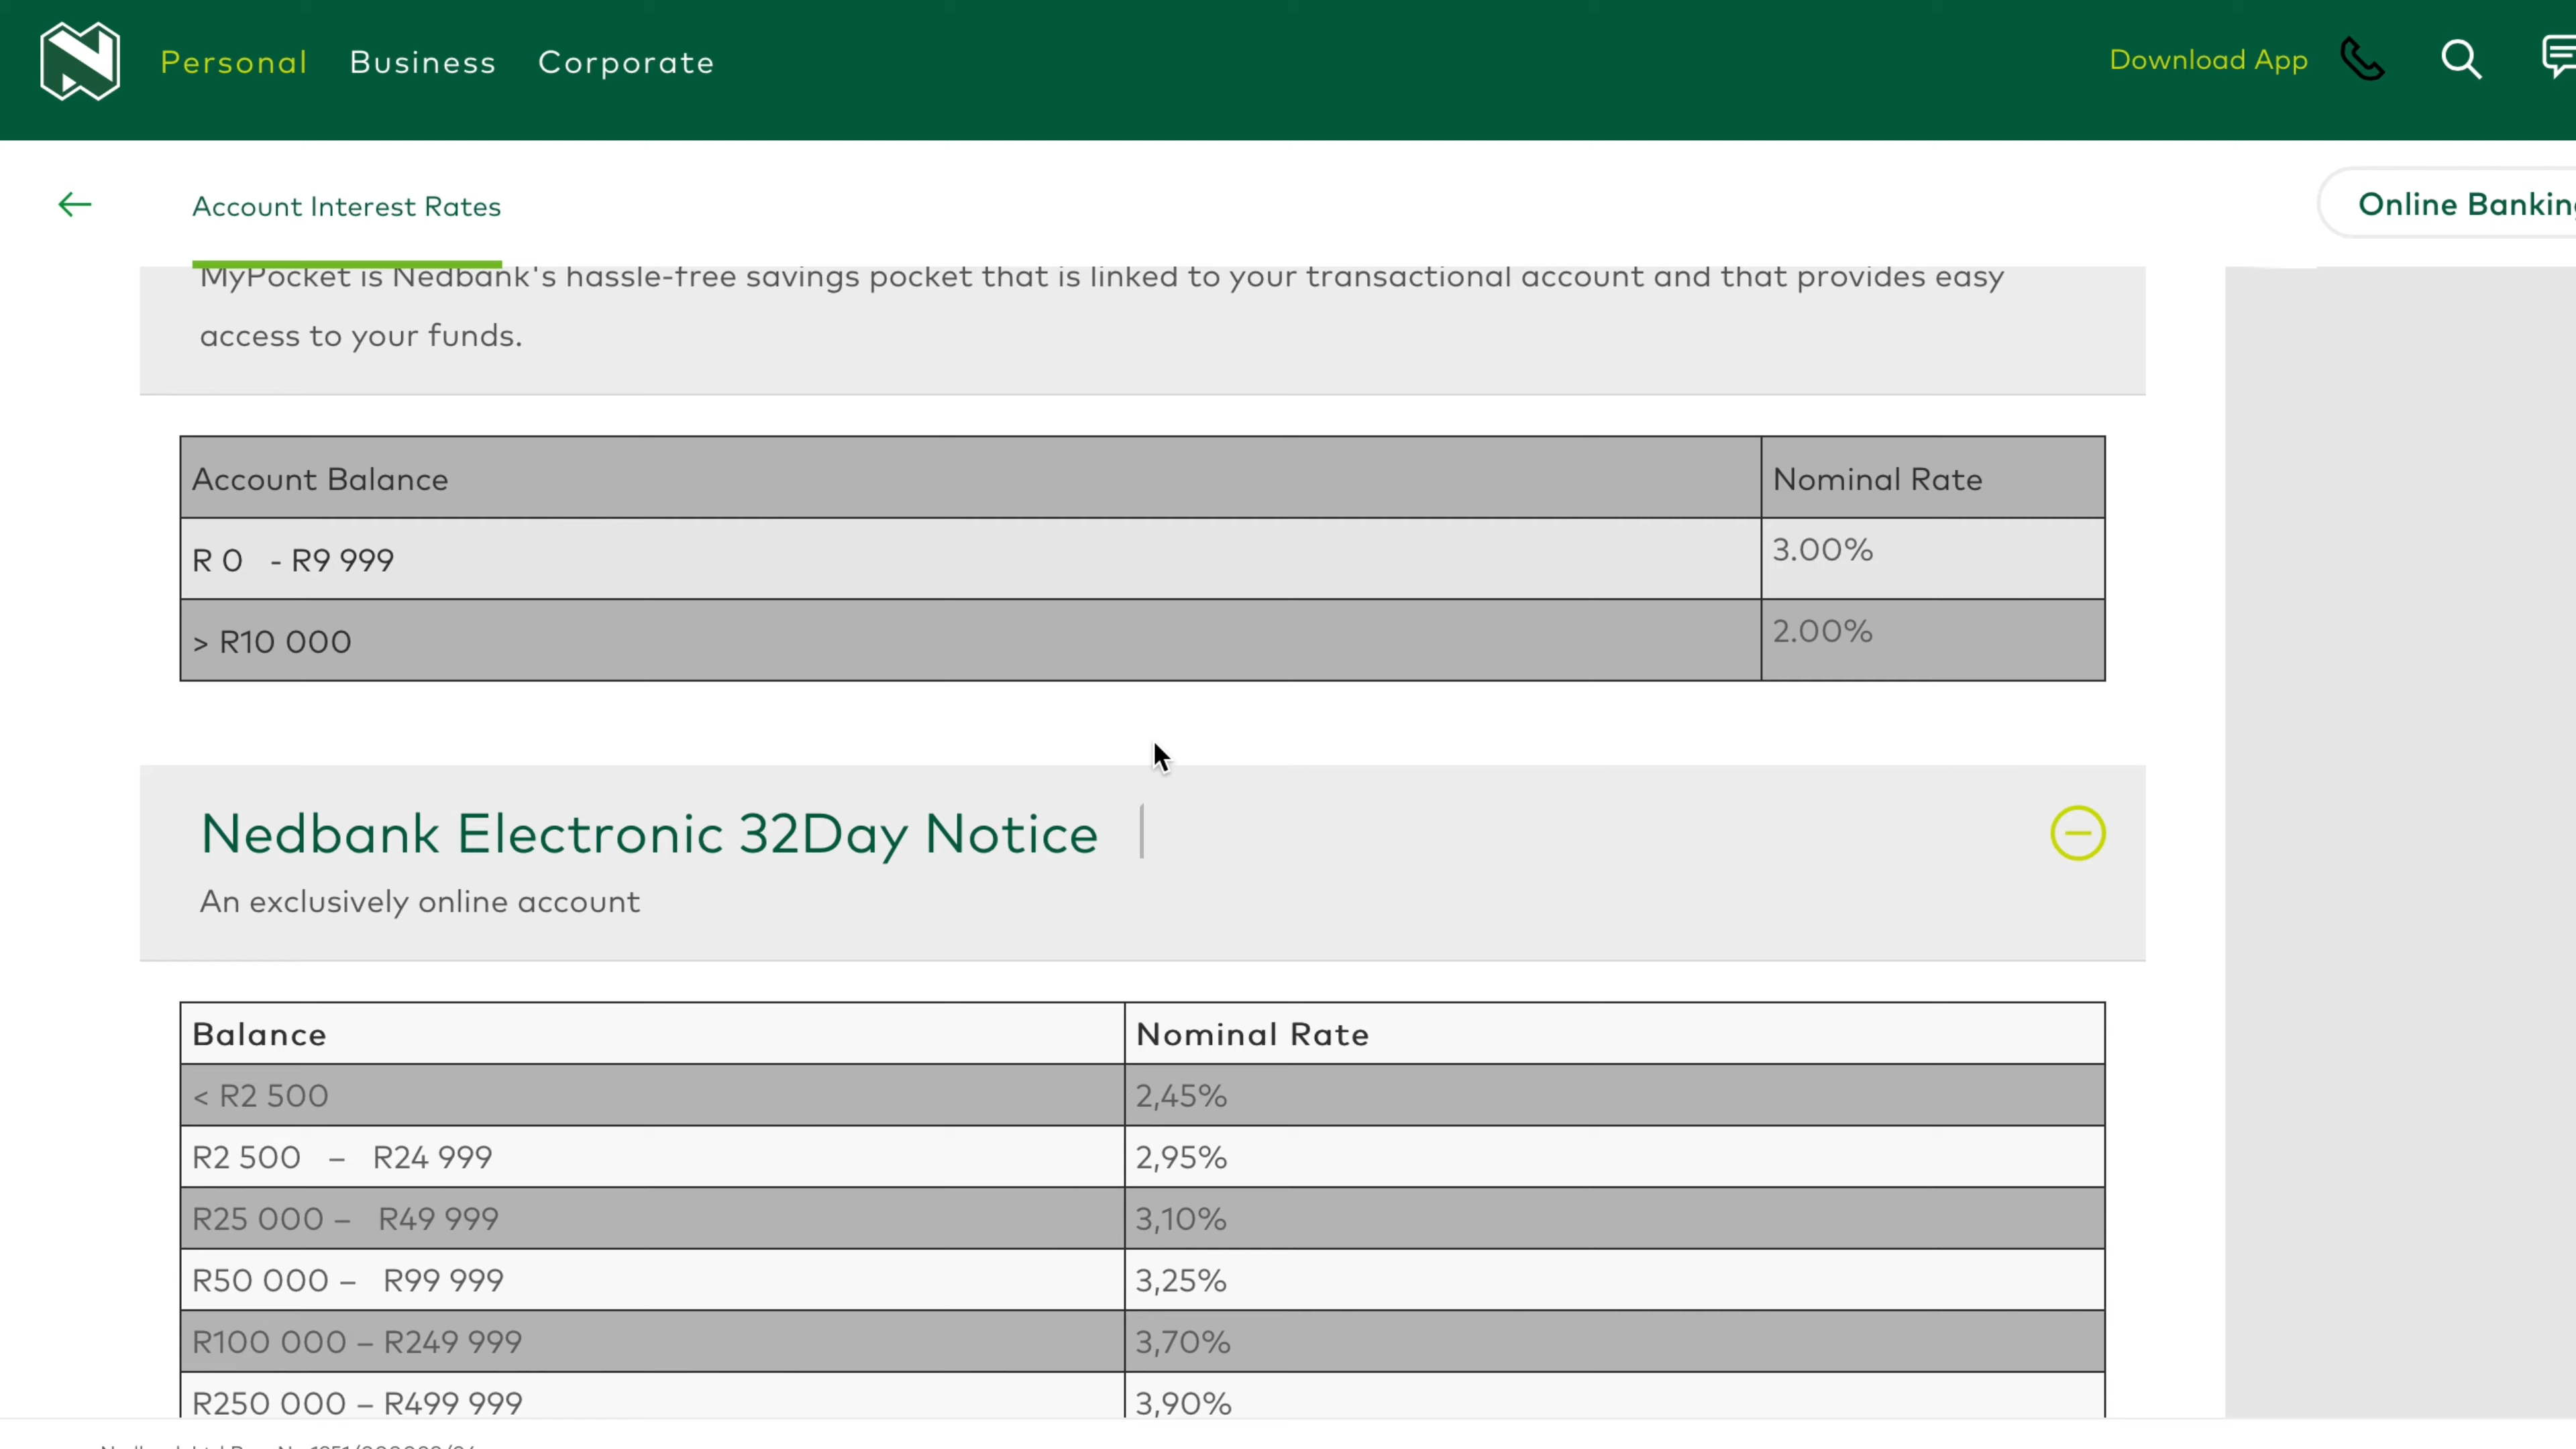 Personal Business Corporate Download App
Account Interest Rates Online Bankin
MyPocket is Nedbank's hassle-free savings pocket that is linked to your transactional account and that provides easy
access to your funds.
Account Balance Nominal Rate
R 0 - R9 999 3.00%
> R10 000 2.00%
Nedbank Electronic 32Day Notice
An exclusively online account
Balance Nominal Rate
< R2 500 2,45%
R2 500 – R24 999 2,95%
R25 000 – R49 999 3,10%
R50 000 – R99 999 3,25%
R100 000 – R249 999 3,70%
R250 000 – R499 999 3,90%